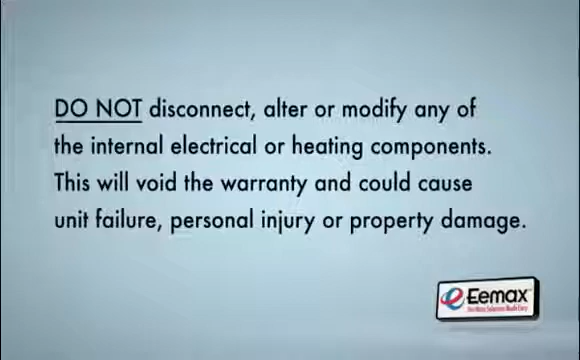 DO NOT disconnect, alter or modify any of
the internal electrical or heating components.
This will void the warranty and could cause
unit failure, personal injury or property damage.
Eemax